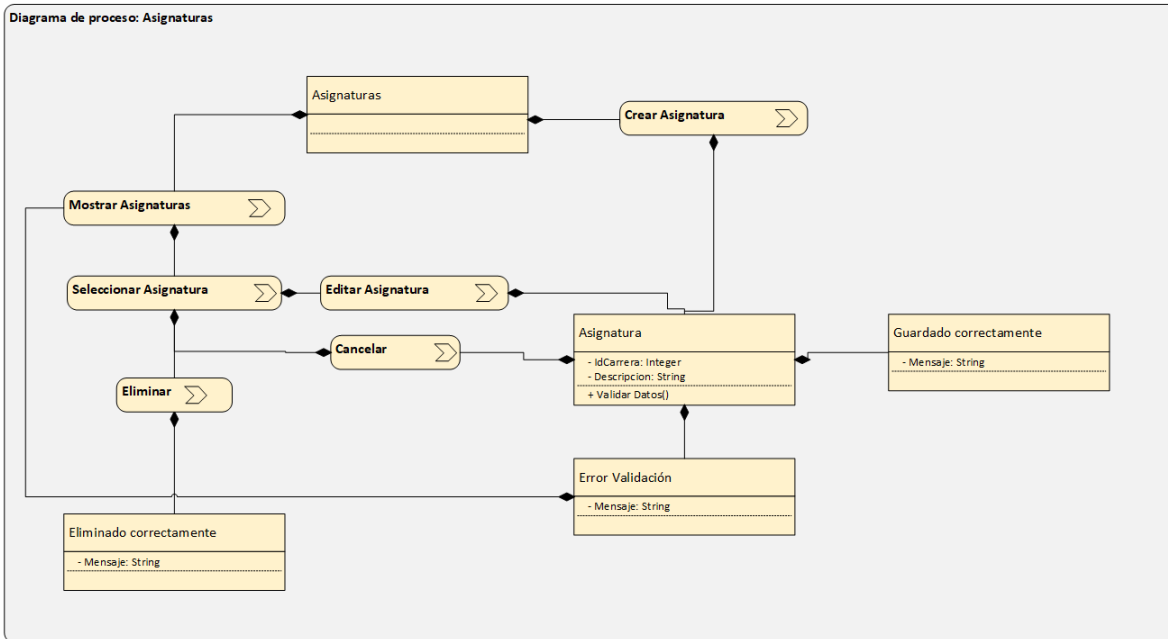 Diagrama de proceso: Asignaturas
Asignaturas
Crear Asignatura
Mostrar Asignaturas
Seleccionar Asignatura
Editar Asignatura
Asignatura
- IdCarrera: Integer
- Descripcion: String
+ Validar Datos()
Guardado correctamente
- Mensaje: String
Cancelar
Eliminar
Error Validación
- Mensaje: String
Eliminado correctamente
- Mensaje: String